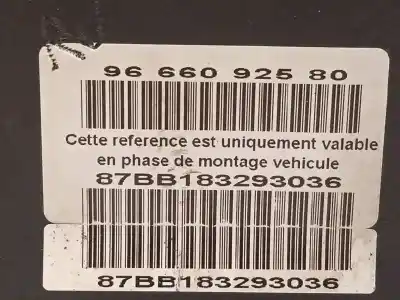 96 660 925 80
Cette reference est uniquement valable
en phase de montage vehicule
87BB183293036
87BB183293036